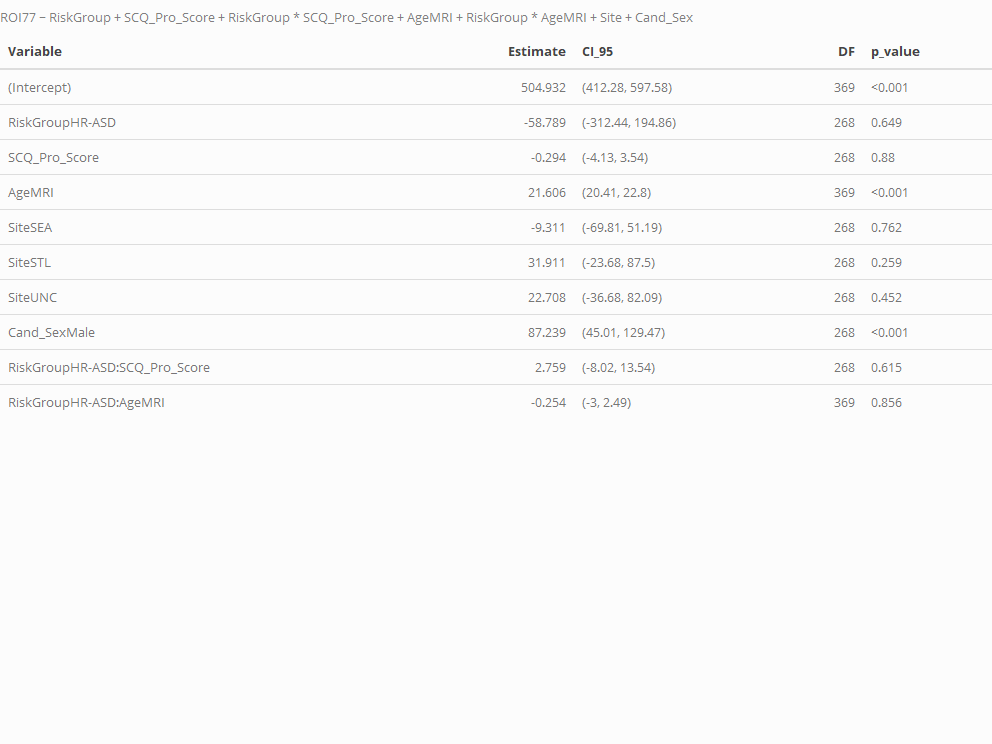 ROI77 ~ RiskGroup + SCQ_Pro_Score + RiskGroup * SCQ_Pro_Score + AgeMRI + RiskGroup * AgeMRI + Site + Cand_Sex
Variable Estimate CI_95 DF p_value
(Intercept) 504.932 (412.28, 597.58) 369 <0.001
RiskGroupHR-ASD -58.789 (-312.44, 194.86) 268 0.649
SCQ_Pro_Score -0.294 (-4.13, 3.54) 268 0.88
AgeMRI 21.606 (20.41, 22.8) 369 <0.001
SiteSEA -9.311 (-69.81, 51.19) 268 0.762
SiteSTL 31.911 (-23.68, 87.5) 268 0.259
SiteUNC 22.708 (-36.68, 82.09) 268 0.452
Cand_SexMale 87.239 (45.01, 129.47) 268 <0.001
RiskGroupHR-ASD:SCQ_Pro_Score 2.759 (-8.02, 13.54) 268 0.615
RiskGroupHR-ASD:AgeMRI -0.254 (-3, 2.49) 369 0.856